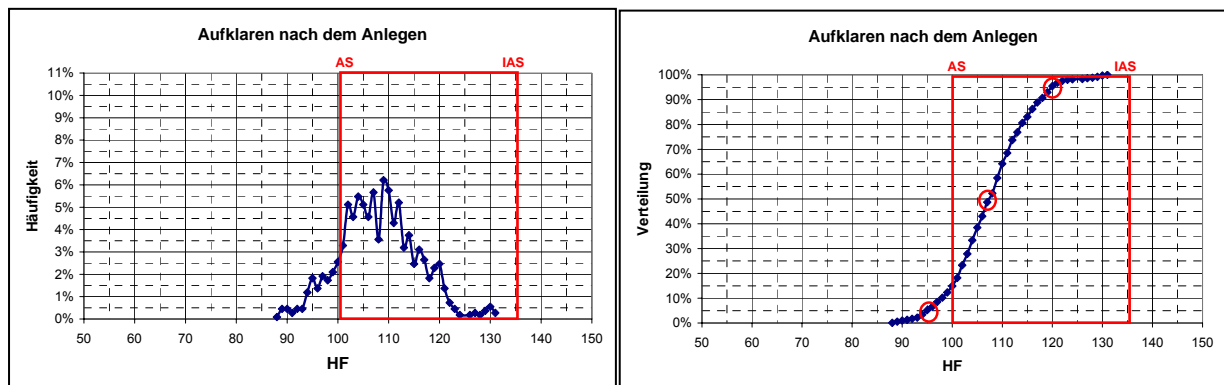 Aufklaren nach dem Anlegen
AS IAS
11%
10%
9%
8%
7%
6%
5%
4%
3%
2%
1%
0%
Häufigkeit
50 60 70 80 90 100 110 120 130 140 150
HF
Aufklaren nach dem Anlegen
AS IAS
100%
90%
80%
70%
60%
50%
40%
30%
20%
10%
0%
Verteilung
50 60 70 80 90 100 110 120 130 140 150
HF